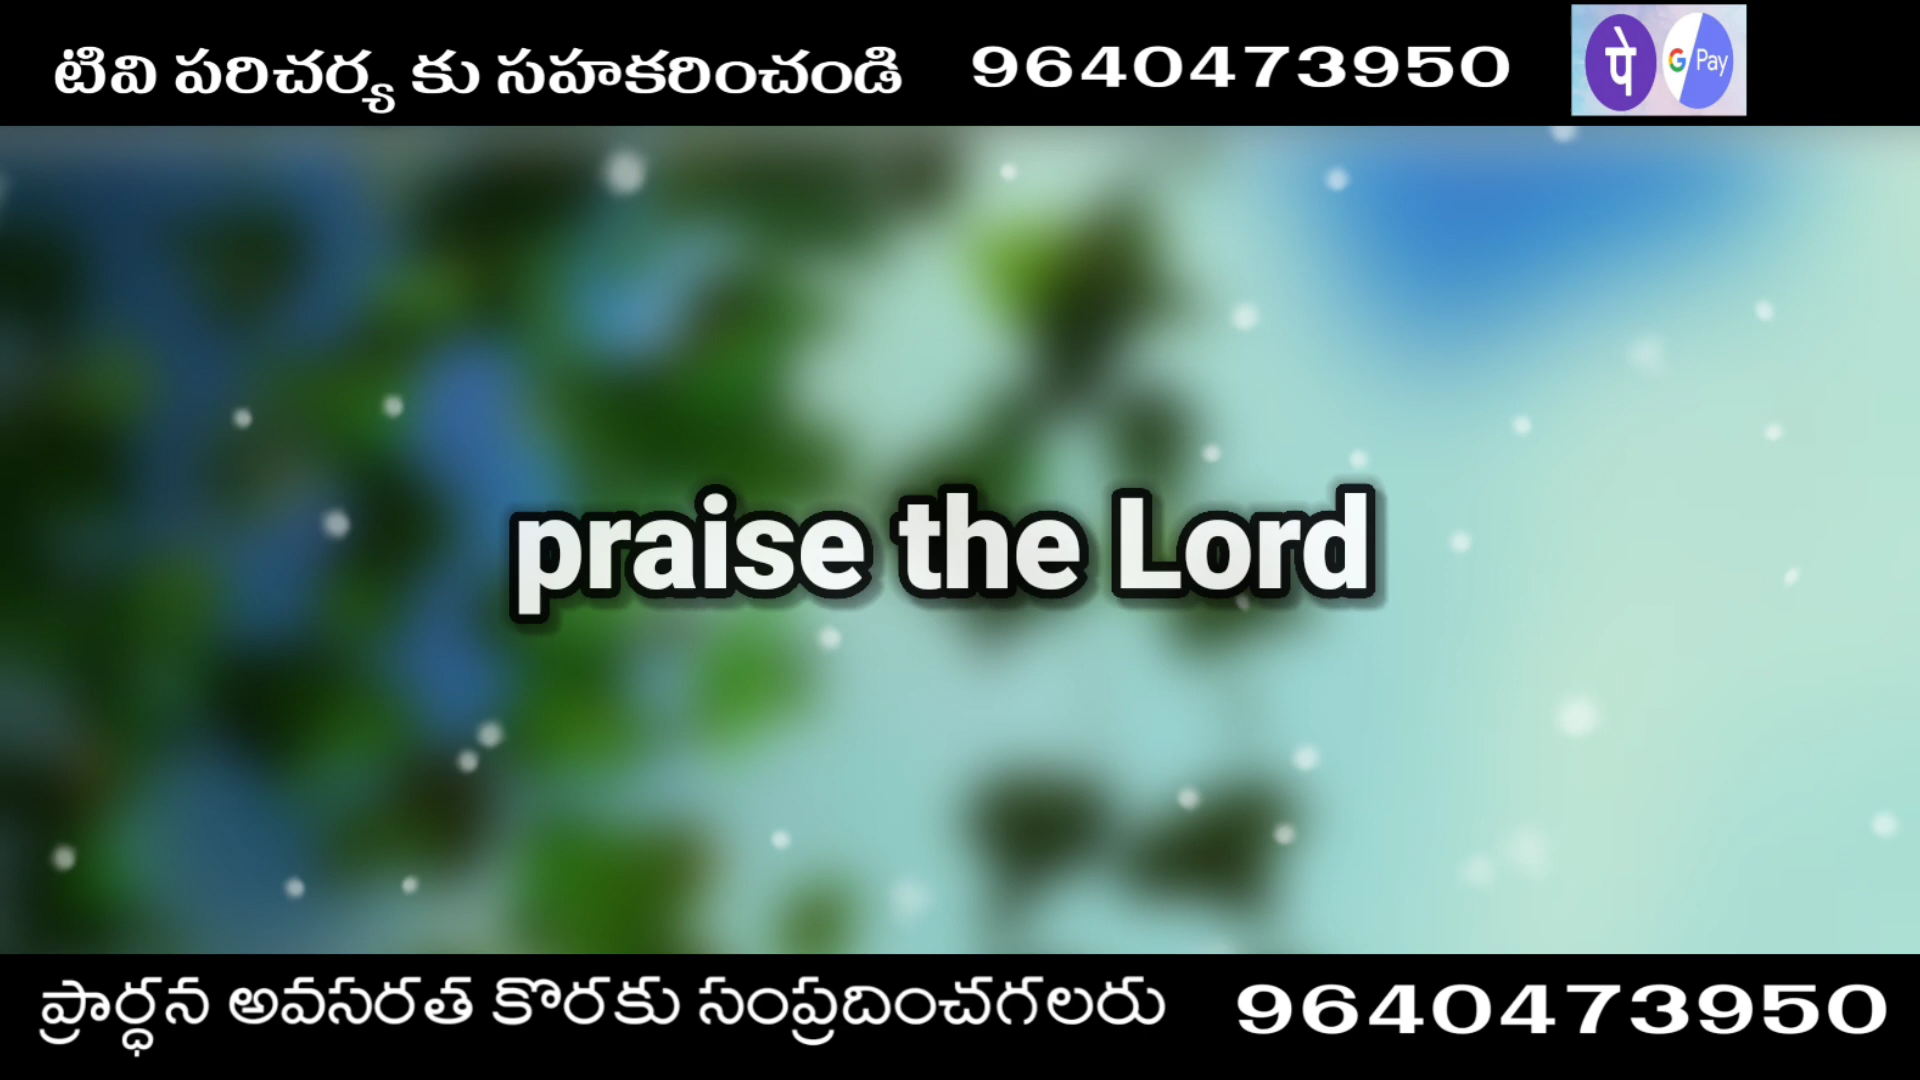 టివి పరిచర్య కు సహకరించండి 9640473950 पे G Pay
praise the Lord
ప్రార్ధన అవసరత కొరకు సంప్రదించగలరు 9640473950